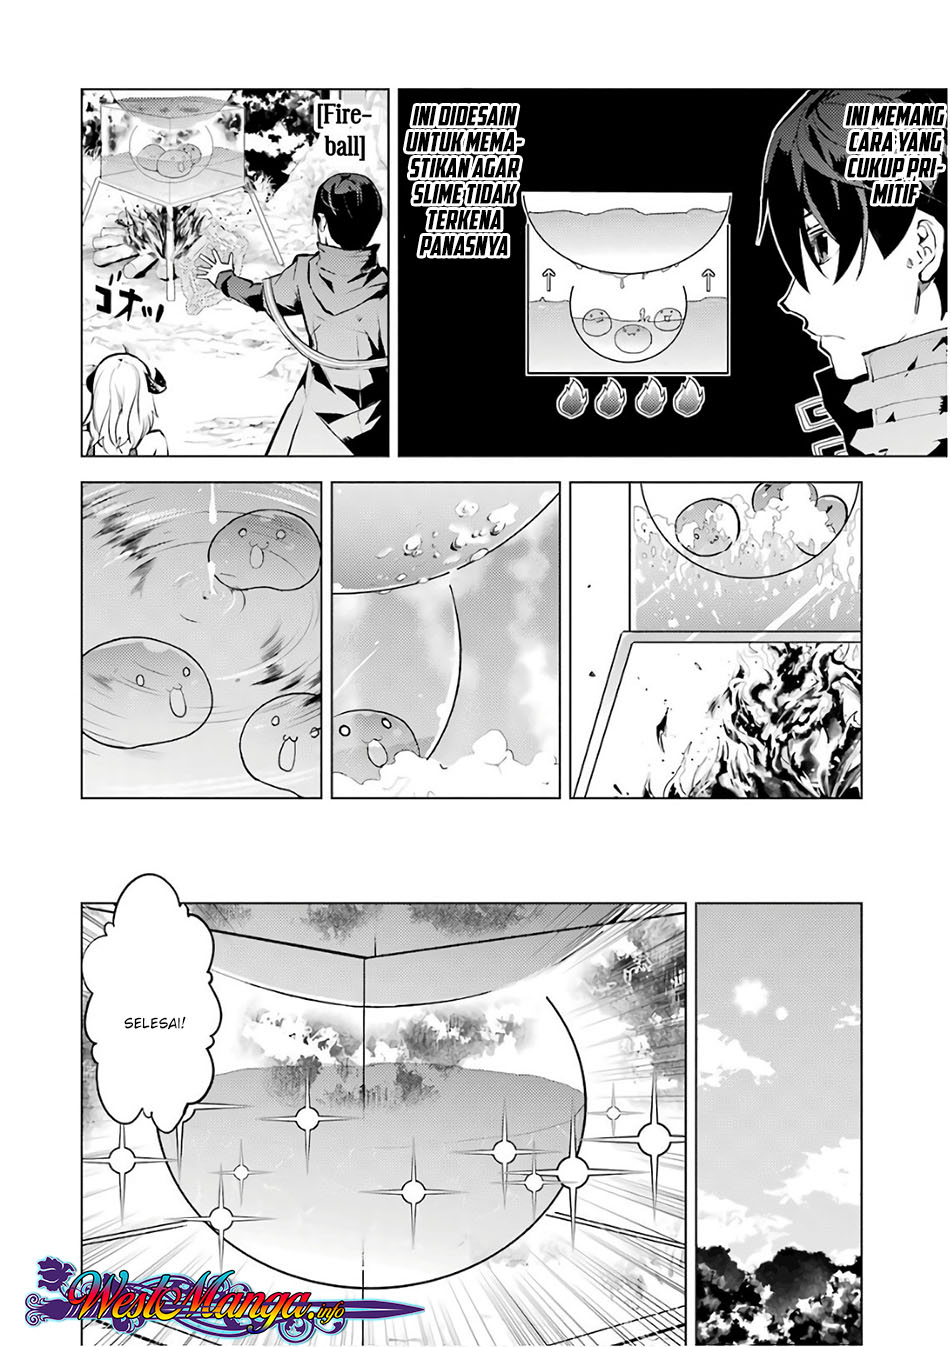 INI MEMANG
CARA YANG
CUKUP PRI-
MITIF
INI DIDESAIN
UNTUK MEMA-
STIKAN AGAR
SLIME TIDAK
TERKENA
PANASNYA
[Fire-
ball]
ゴオッ
SELESAI!
WestManga.info